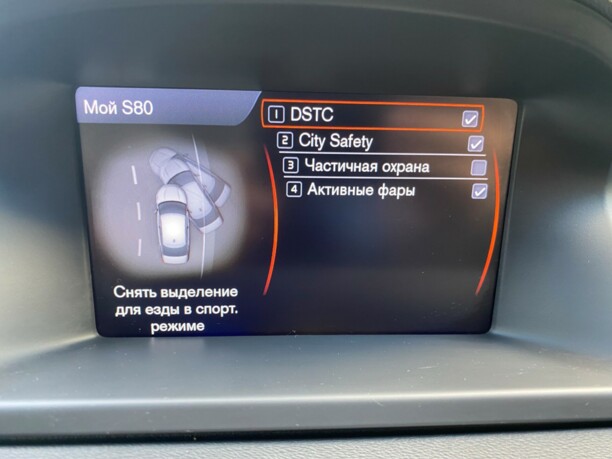 Мой S80
1 DSTC
2 City Safety
3 Частичная охрана
4 Активные фары
Снять выделение
для езды в спорт.
режиме